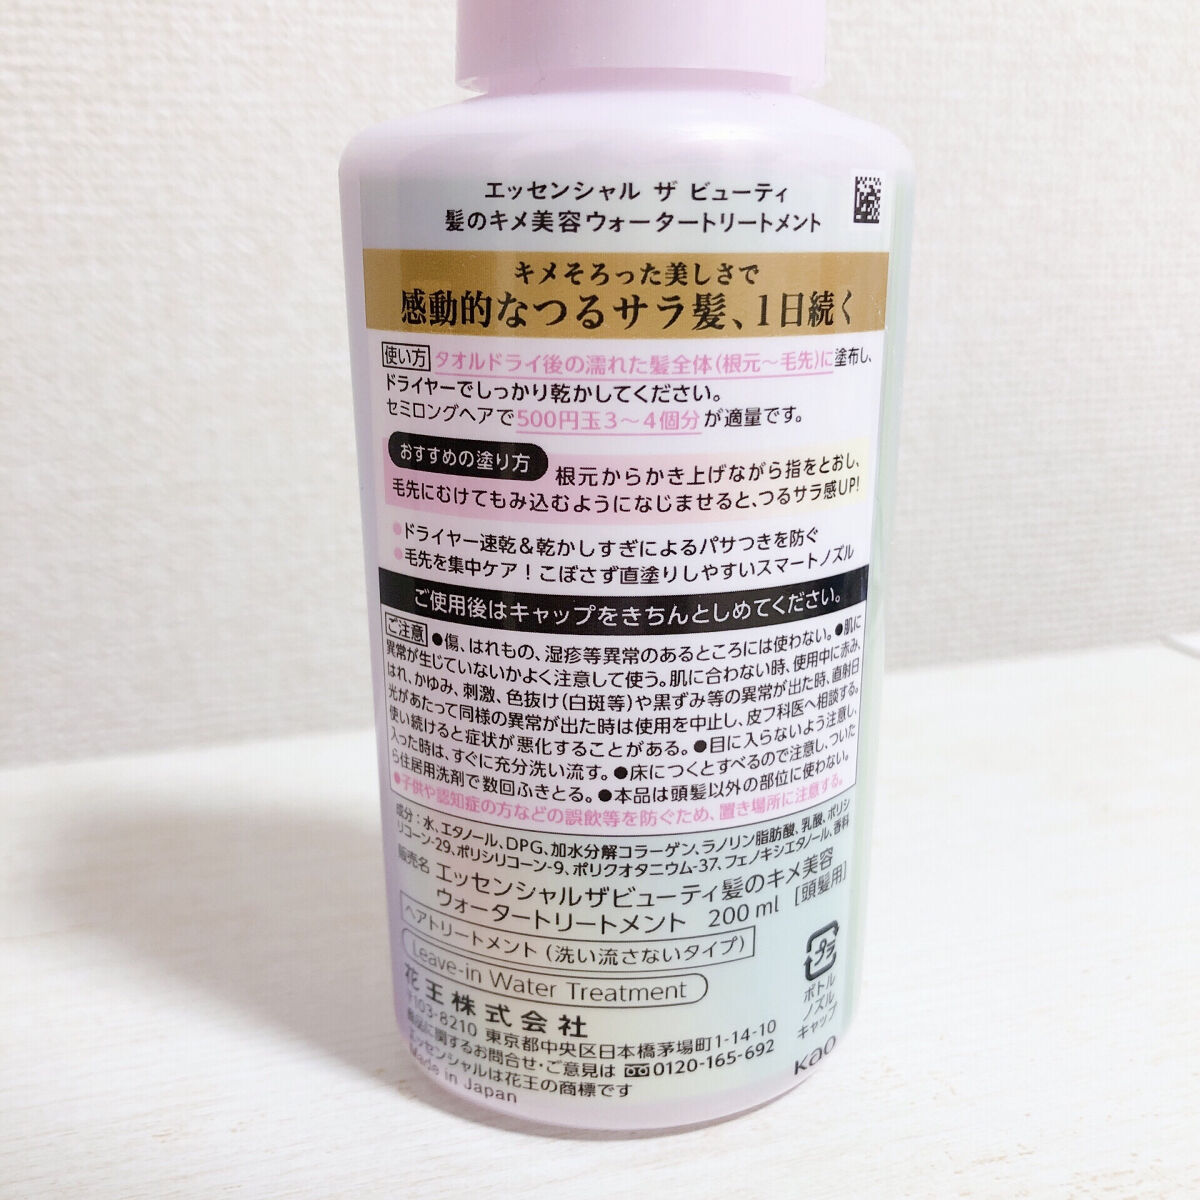 エッセンシャル ザ ビューティ
髪のキメ美容ウォータートリートメント
キメそろった美しさで
感動的なつるサラ髪、1日続く
使い方 タオルドライ後の濡れた髪全体(根元～毛先)に塗布し、
ドライヤーでしっかり乾かしてください。
セミロングヘアで500円玉3～4個分が適量です。
おすすめの塗り方 根元からかき上げながら指をとおし、
毛先にむけてもみ込むようになじませると、つるサラ感UP!
●ドライヤー速乾&乾かしすぎによるパサつきを防ぐ
●毛先を集中ケア!こぼさず直塗りしやすいスマートノズル
ご使用後はキャップをきちんとしめてください。
ご注意 ●傷、はれもの、湿疹等異常のあるところには使わない。●肌に
異常が生じていないかよく注意して使う。肌に合わない時、使用中に赤み、
はれ、かゆみ、刺激、色抜け(白斑等)や黒ずみ等の異常が出た時、直射日
光があたって同様の異常が出た時は使用を中止し、皮フ科医へ相談する。
使い続けると症状が悪化することがある。●目に入らないよう注意し、
入った時は、すぐに充分洗い流す。●床につくとすべるので注意し、ついた
ら住居用洗剤で数回ふきとる。●本品は頭髪以外の部位に使わない。
●子供や認知症の方などの誤飲等を防ぐため、置き場所に注意する。
成分:水、エタノール、DPG、加水分解コラーゲン、ラノリン脂肪酸、乳酸、ポリシ
リコーン-29、ポリシリコーン-9、ポリクオタニウム-37、フェノキシエタノール、香料
販売名 エッセンシャルザビューティ髪のキメ美容
ウォータートリートメント 200ml [頭髪用]
ヘアトリートメント(洗い流さないタイプ)
Leave-in Water Treatment
花王株式会社
〒103-8210 東京都中央区日本橋茅場町1-14-10
商品に関するお問合せ・ご意見は 0120-165-692
エッセンシャルは花王の商標です
Made in Japan
プラ
ボトル
ノズル
キャップ
Kao